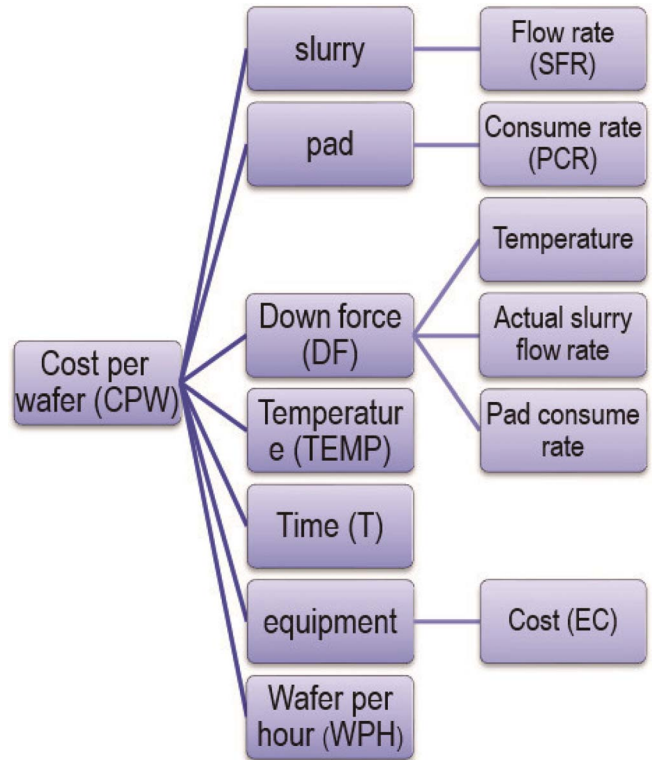 slurry
Flow rate
(SFR)
pad
Consume rate
(PCR)
Temperature
Down force
(DF)
Actual slurry
flow rate
Cost per
wafer (CPW)
Temperatur
e (TEMP)
Pad consume
rate
Time (T)
equipment
Cost (EC)
Wafer per
hour (WPH)